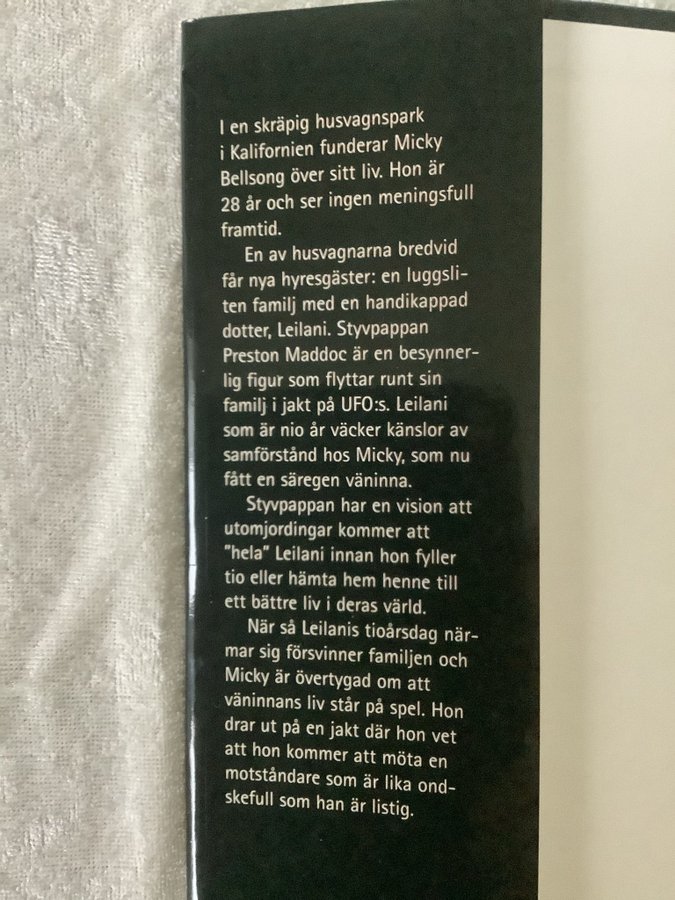 I en skräpig husvagnspark
i Kalifornien funderar Micky
Bellsong över sitt liv. Hon är
28 år och ser ingen meningsfull
framtid.
En av husvagnarna bredvid
får nya hyresgäster: en luggsli-
ten familj med en handikappad
dotter, Leilani. Styvpappan
Preston Maddoc är en besynner-
lig figur som flyttar runt sin
familj i jakt på UFO:s. Leilani
som är nio år väcker känslor av
samförstånd hos Micky, som nu
fått en säregen väninna.
Styvpappan har en vision att
utomjordingar kommer att
"hela" Leilani innan hon fyller
tio eller hämta hem henne till
ett bättre liv i deras värld.
När så Leilanis tioårsdag när-
mar sig försvinner familjen och
Micky är övertygad om att
väninnans liv står på spel. Hon
drar ut på en jakt där hon vet
att hon kommer att möta en
motståndare som är lika ond-
skefull som han är listig.